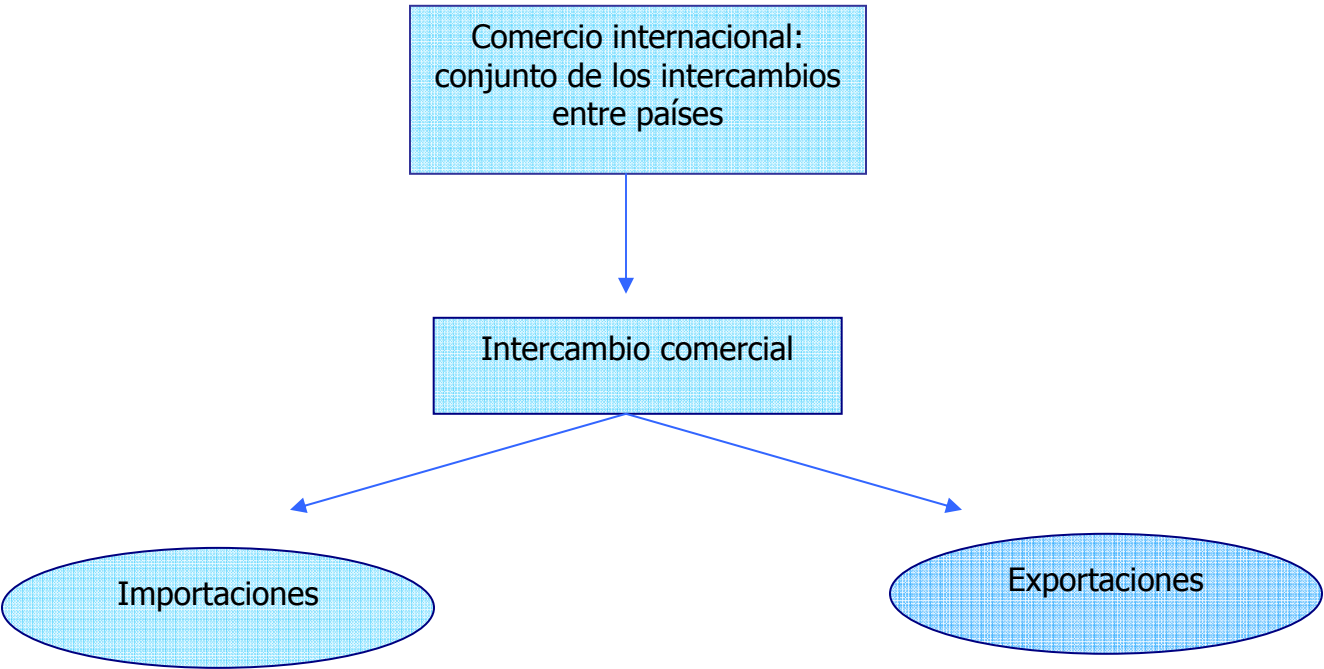 Comercio internacional:
conjunto de los intercambios
entre países
Intercambio comercial
Importaciones
Exportaciones